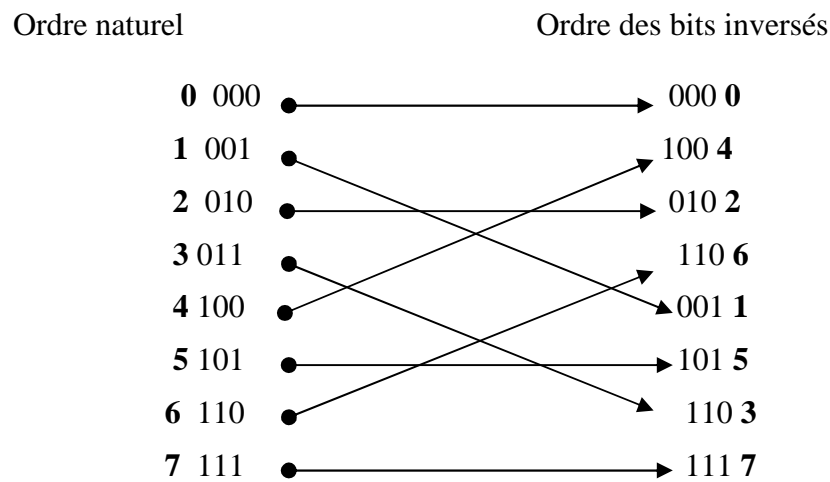 Ordre naturel Ordre des bits inversés
0 000 000 0
1 001 100 4
2 010 010 2
3 011 110 6
4 100 001 1
5 101 101 5
6 110 110 3
7 111 111 7